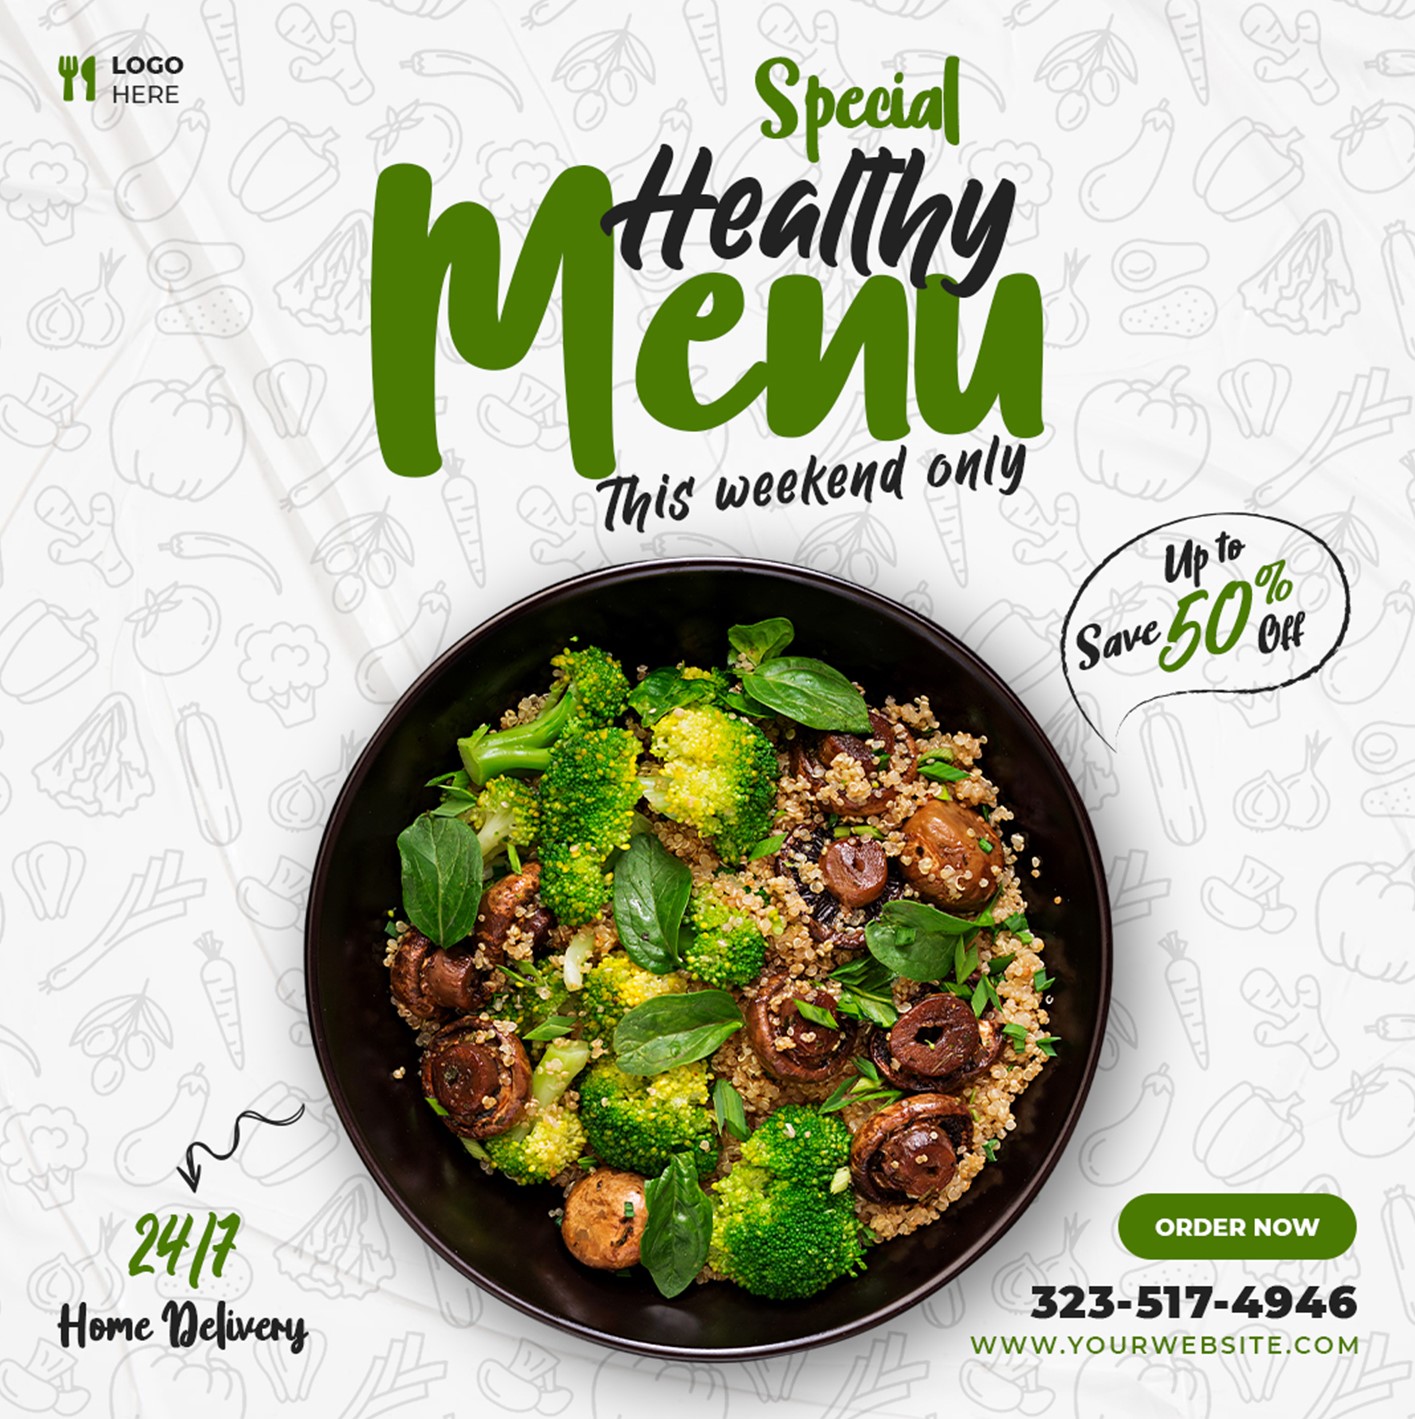 LOGO
HERE
Special
Healthy
Menu
This weekend only
Up to
Save 50% Off
24/7
Home Delivery
ORDER NOW
323-517-4946
WWW.YOURWEBSITE.COM